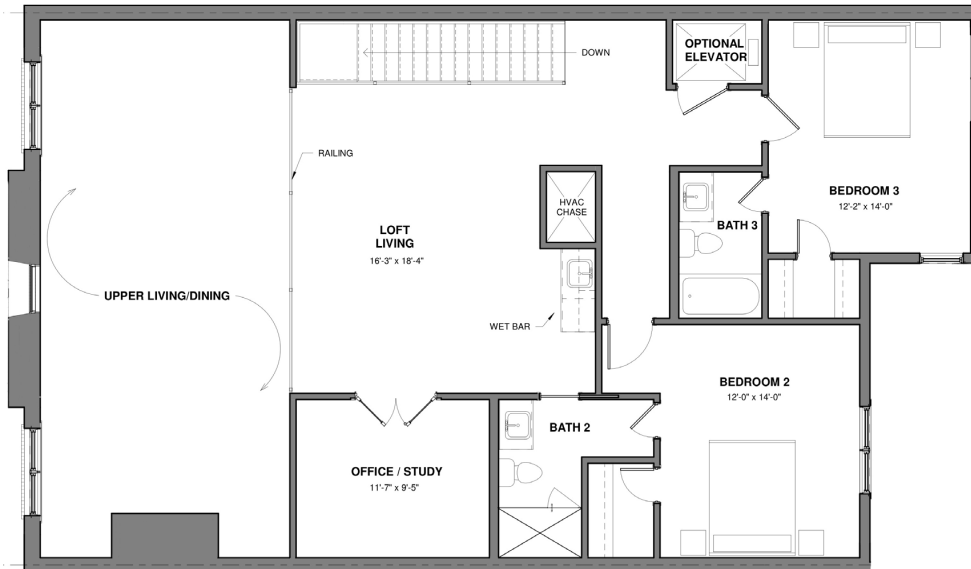 DOWN
OPTIONAL
ELEVATOR
RAILING
BEDROOM 3
12'-2" x 14'-0"
HVAC
CHASE
BATH 3
LOFT
LIVING
16'-3" x 18'-4"
UPPER LIVING/DINING
WET BAR
BEDROOM 2
12'-0" x 14'-0"
BATH 2
OFFICE / STUDY
11'-7" x 9'-5"